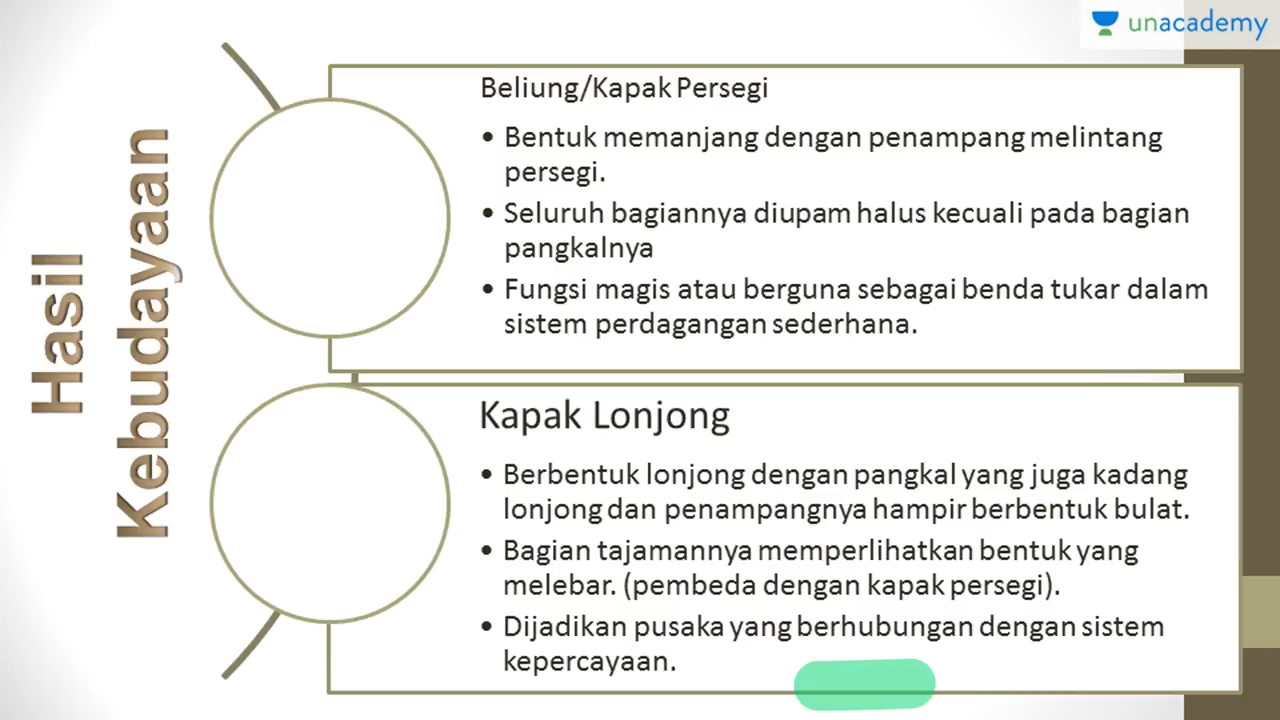 unacademy
Hasil
Kebudayaan
Beliung/Kapak Persegi
• Bentuk memanjang dengan penampang melintang
persegi.
• Seluruh bagiannya diupam halus kecuali pada bagian
pangkalnya
• Fungsi magis atau berguna sebagai benda tukar dalam
sistem perdagangan sederhana.
Kapak Lonjong
• Berbentuk lonjong dengan pangkal yang juga kadang
lonjong dan penampangnya hampir berbentuk bulat.
• Bagian tajamannya memperlihatkan bentuk yang
melebar. (pembeda dengan kapak persegi).
• Dijadikan pusaka yang berhubungan dengan sistem
kepercayaan.